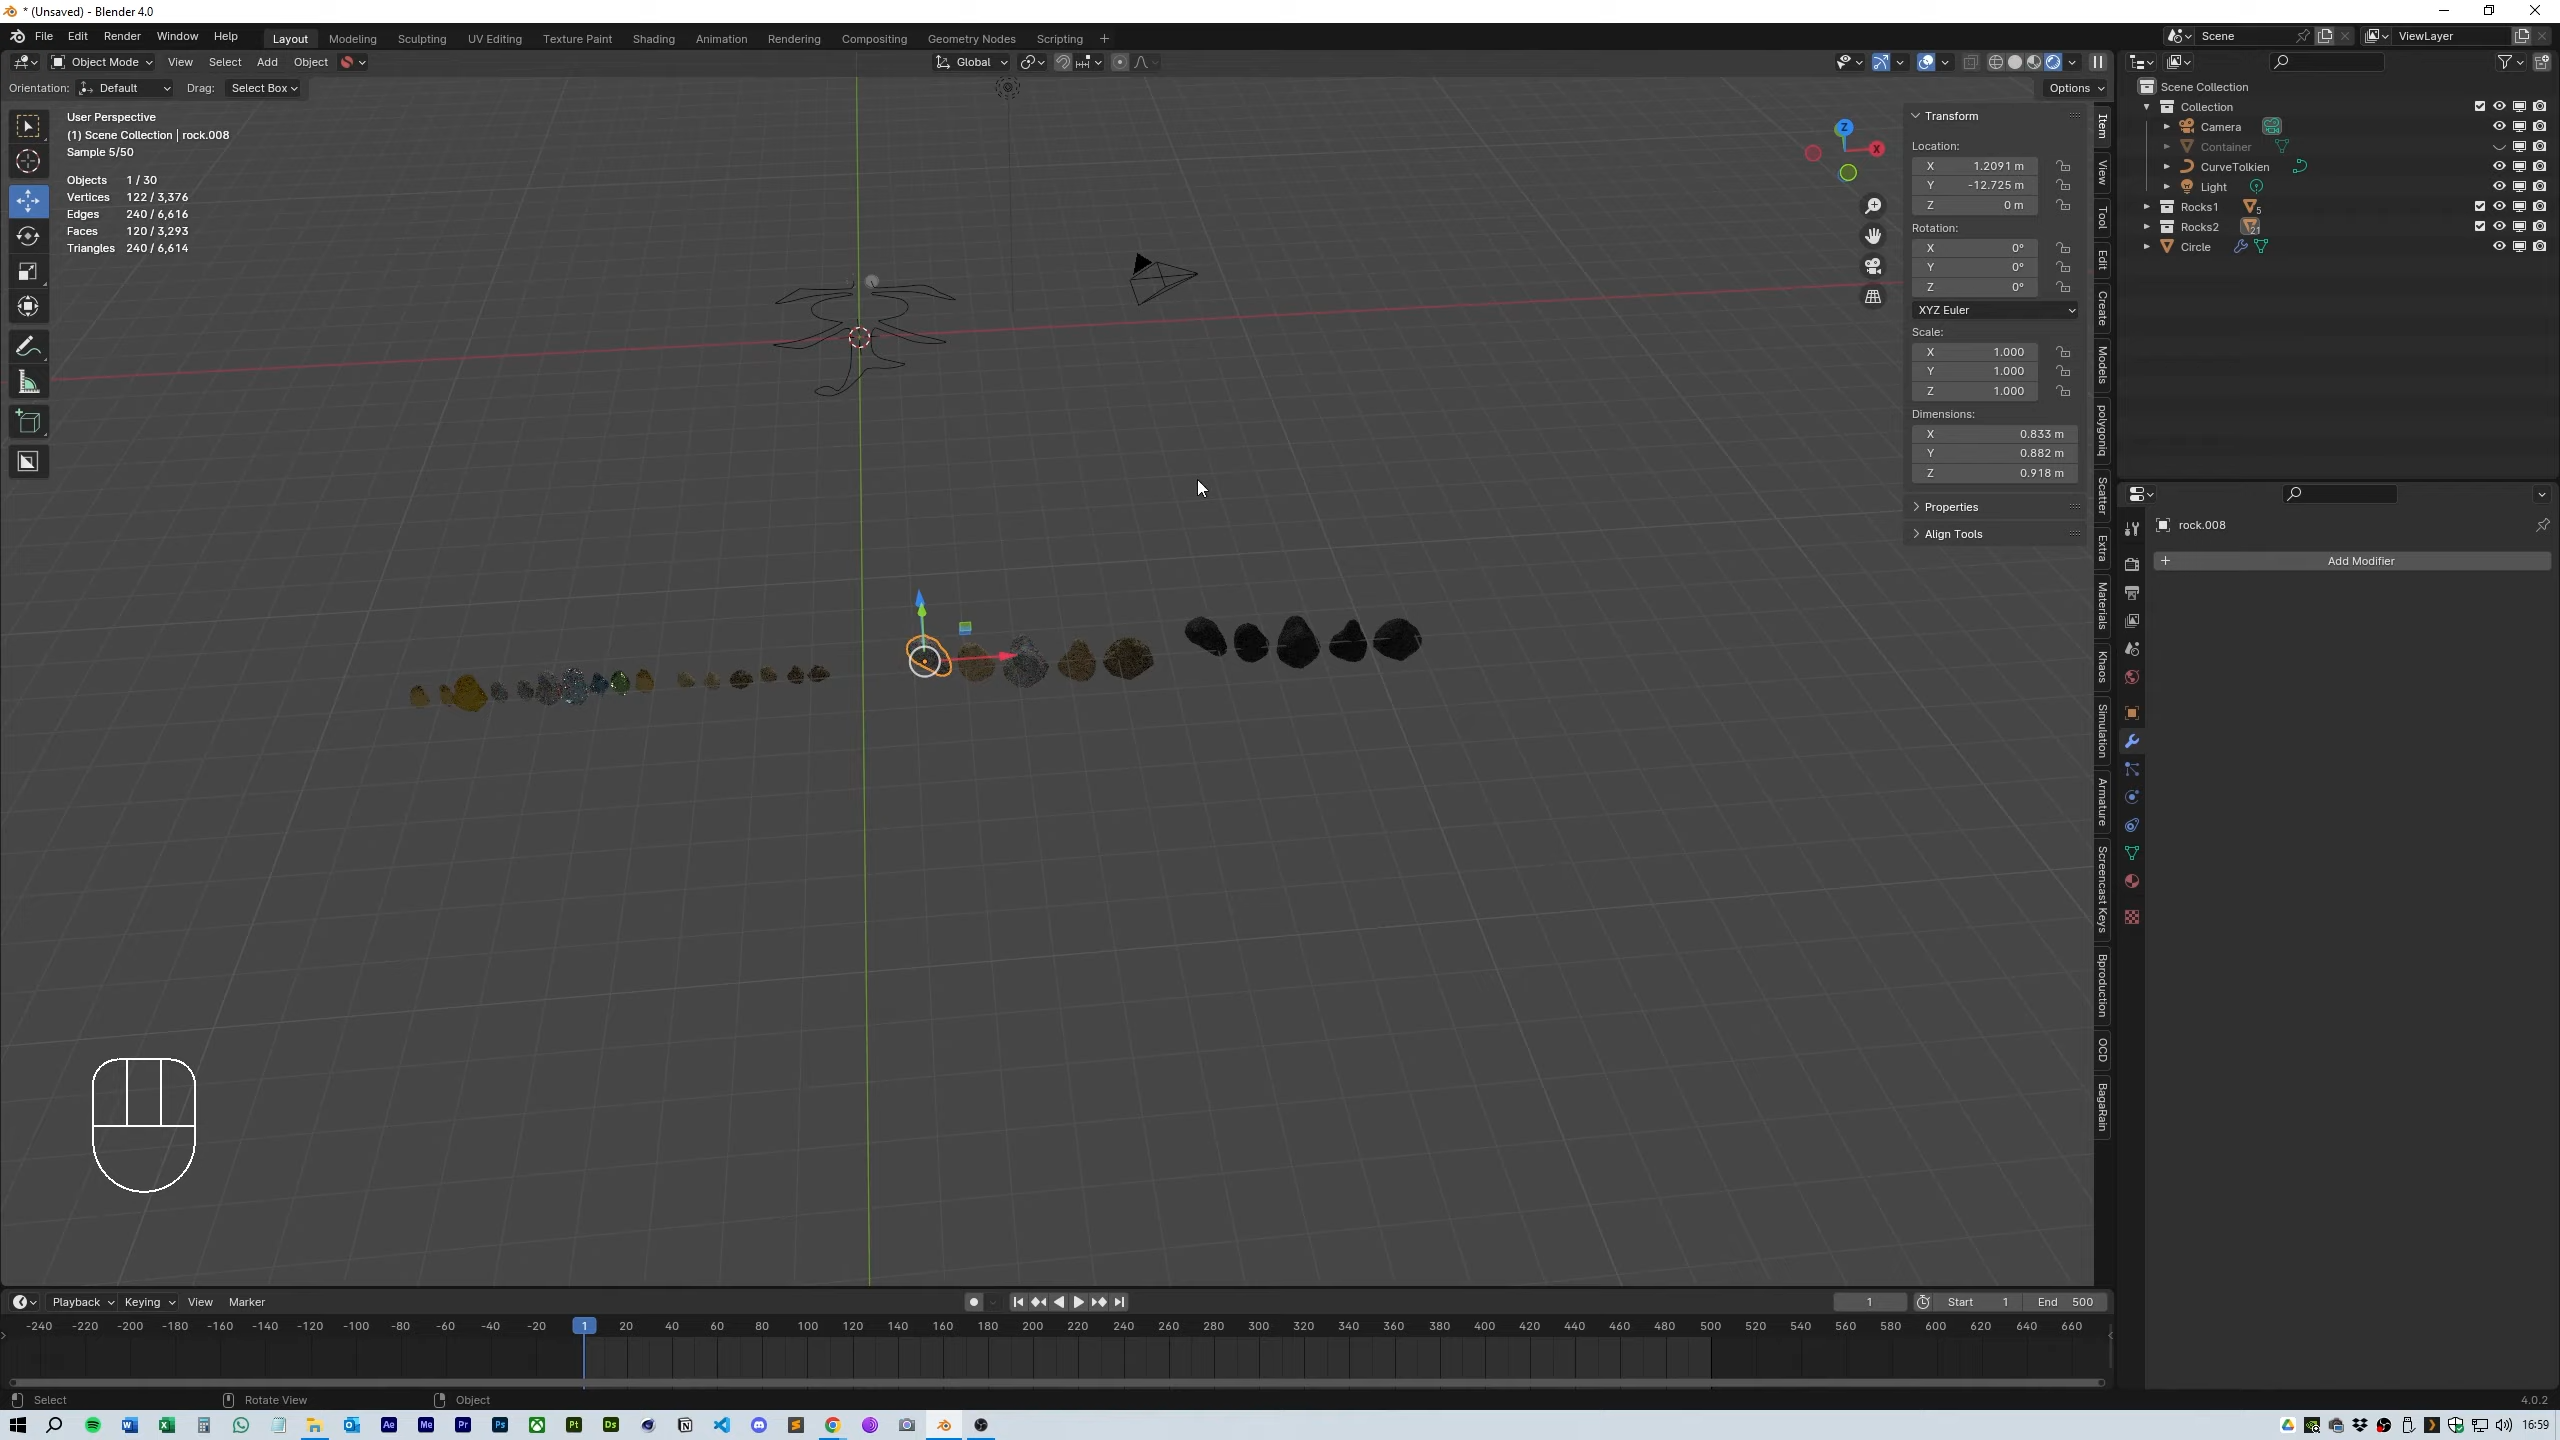 * (Unsaved) - Blender 4.0
File Edit Render Window Help Layout Modeling Sculpting UV Editing Texture Paint Shading Animation Rendering Compositing Geometry Nodes Scripting + Scene ViewLayer
Object Mode View Select Add Object Global
Orientation: Default Drag: Select Box Options
User Perspective
(1) Scene Collection | rock.008
Sample 5/50
Objects 1 / 30
Vertices 122 / 3,376
Edges 240 / 6,616
Faces 120 / 3,293
Triangles 240 / 6,614
Z
X
Transform
Location:
X 1.2091 m
Y -12.725 m
Z 0 m
Rotation:
X 0°
Y 0°
Z 0°
XYZ Euler
Scale:
X 1.000
Y 1.000
Z 1.000
Dimensions:
X 0.833 m
Y 0.882 m
Z 0.918 m
Properties
Align Tools
Item
View
Tool
Edit
Create
Models
polygoniq
Scatter
Extra
Materials
Khaos
Simulation
Armature
Screencast Keys
Bproduction
OCD
BagaRain
Scene Collection
Collection
Camera
Container
CurveTolkien
Light
Rocks1 5
Rocks2 21
Circle
rock.008
+ Add Modifier
Playback Keying View Marker 1 Start 1 End 500
-240 -220 -200 -180 -160 -140 -120 -100 -80 -60 -40 -20 1 20 40 60 80 100 120 140 160 180 200 220 240 260 280 300 320 340 360 380 400 420 440 460 480 500 520 540 560 580 600 620 640 660
Select Rotate View Object 4.0.2
Ae Me Pr Ps Pt Ds 16:59